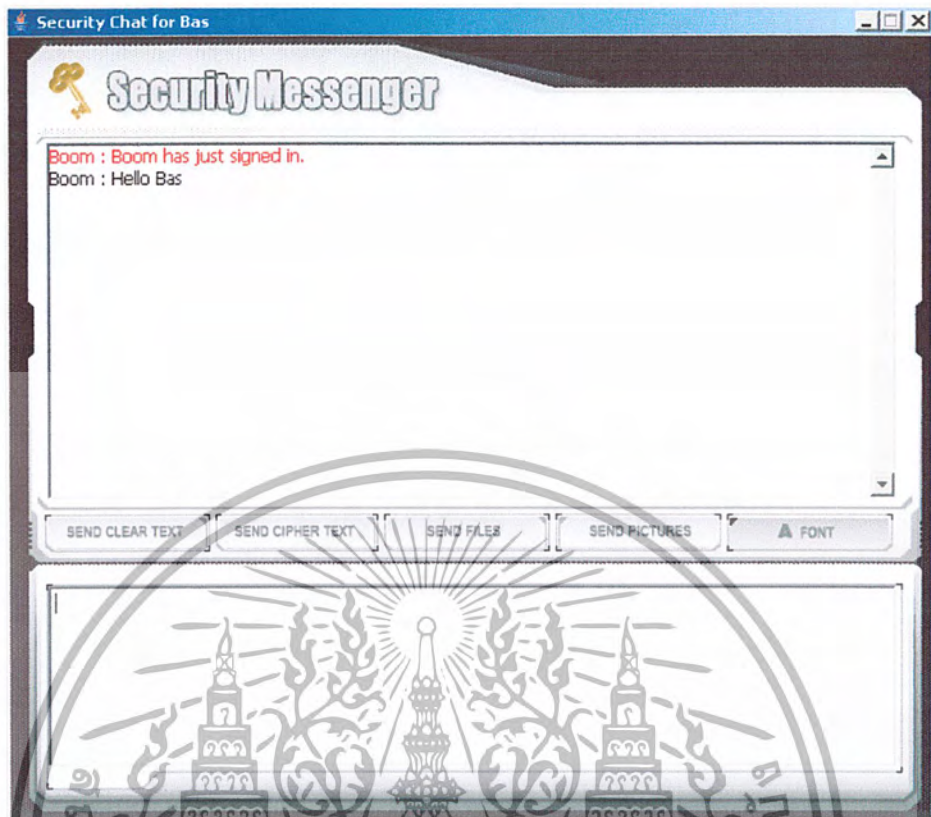 Security Chat for Bas
Security Messenger
Boom : Boom has just signed in.
Boom : Hello Bas
SEND CLEAR TEXT SEND CIPHER TEXT SEND FILES SEND PICTURES A FONT